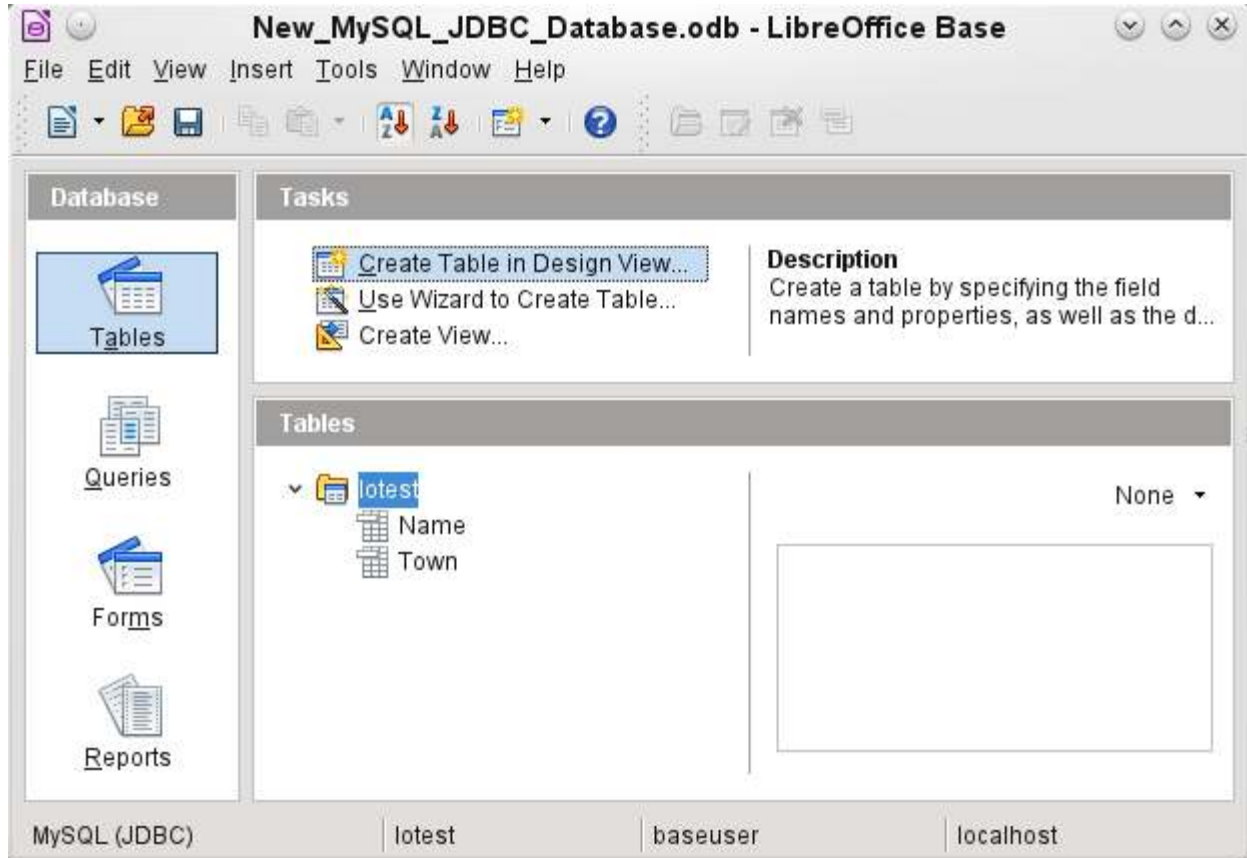 New_MySQL_JDBC_Database.odb - LibreOffice Base
File Edit View Insert Tools Window Help
Database
Tables
Queries
Forms
Reports
Tasks
Create Table in Design View...
Use Wizard to Create Table...
Create View...
Description
Create a table by specifying the field
names and properties, as well as the d...
Tables
lotest
Name
Town
None
MySQL (JDBC) lotest baseuser localhost